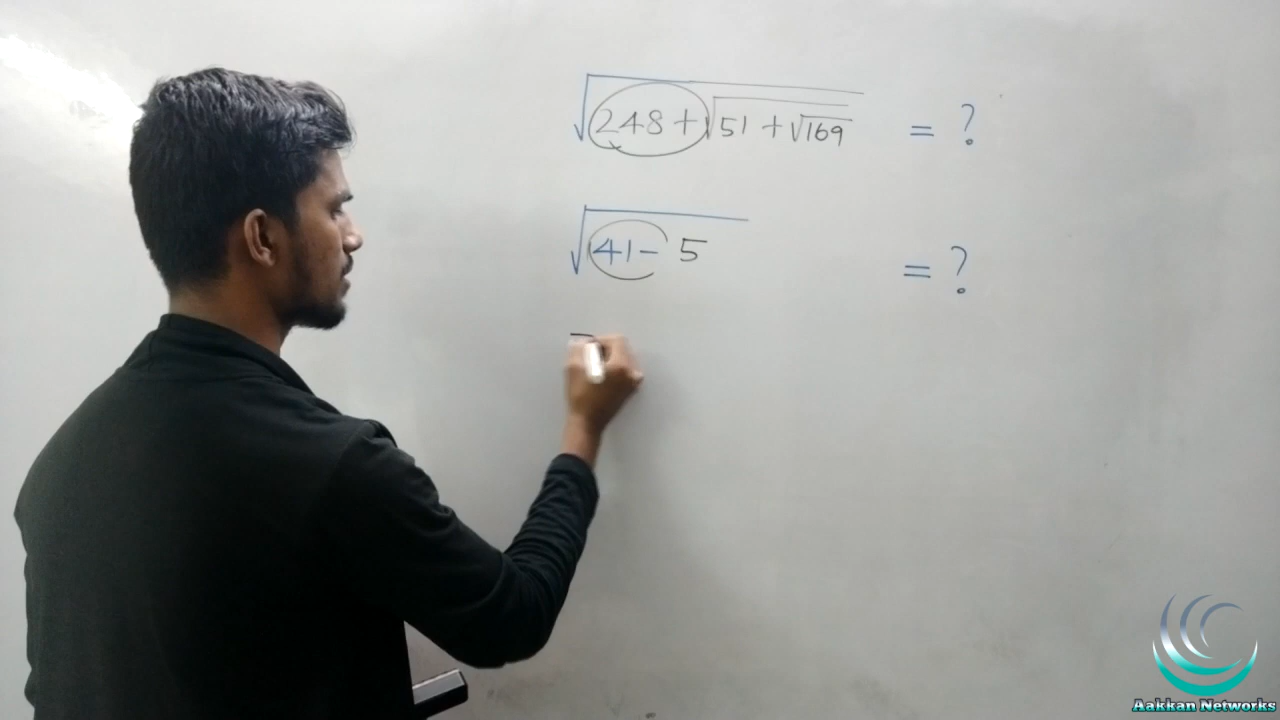 √248+√51+√169 = ?
√41- 5 = ?
Aakkan Networks